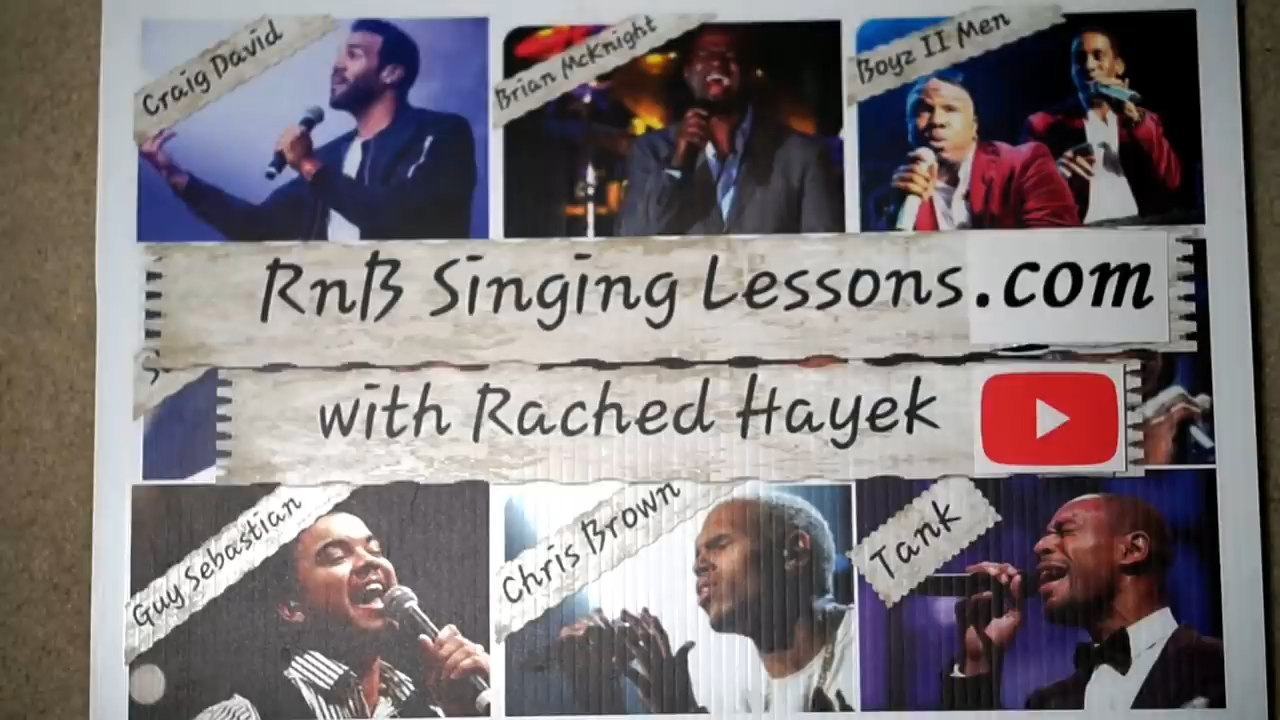 Craig David
Brian McKnight
Boyz II Men
RnB Singing Lessons.com
with Rached Hayek
Guy Sebastian
Chris Brown
Tank